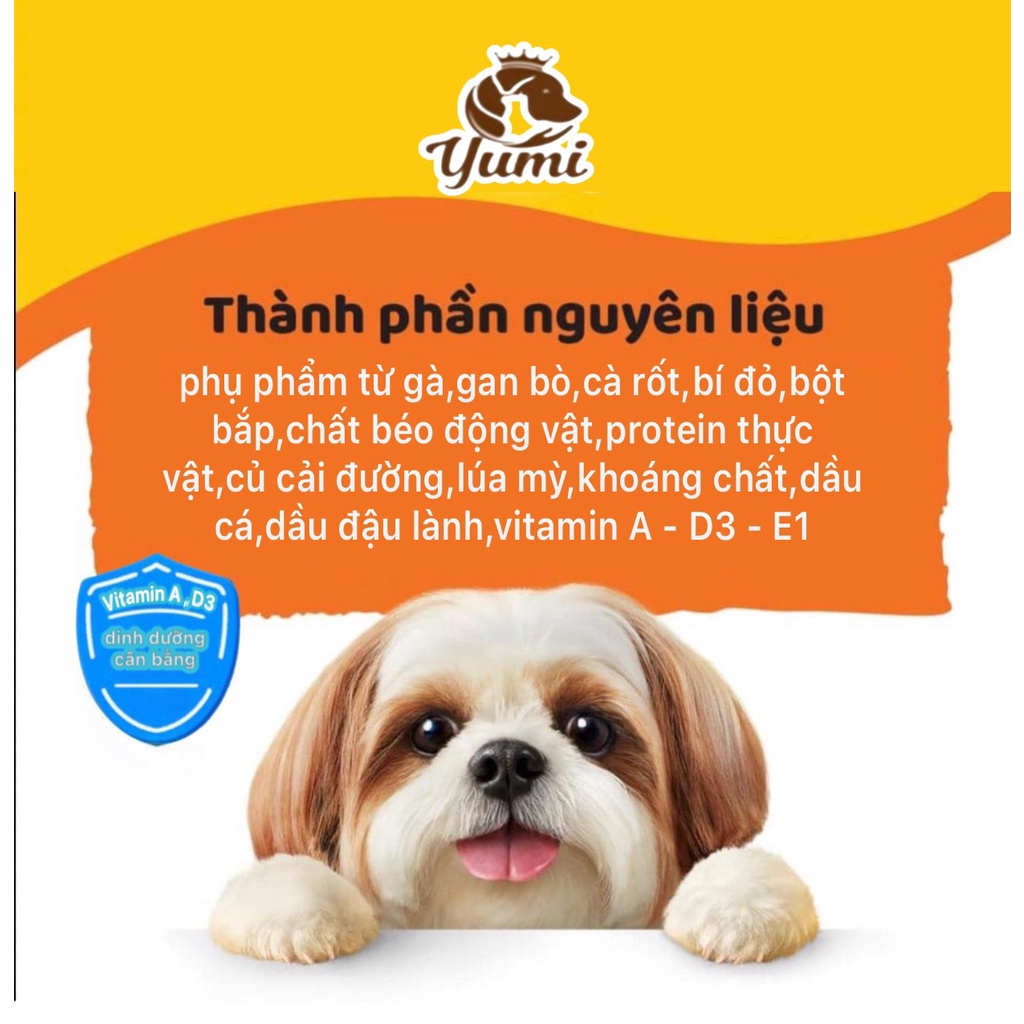 Yumi
Thành phần nguyên liệu
phụ phẩm từ gà,gan bò,cà rốt,bí đỏ,bột
bắp,chất béo động vật,protein thực
vật,củ cải đường,lúa mỳ,khoáng chất,dầu
cá,dầu đậu lành,vitamin A - D3 - E1
Vitamin A , D3
dinh dưỡng
cân bằng